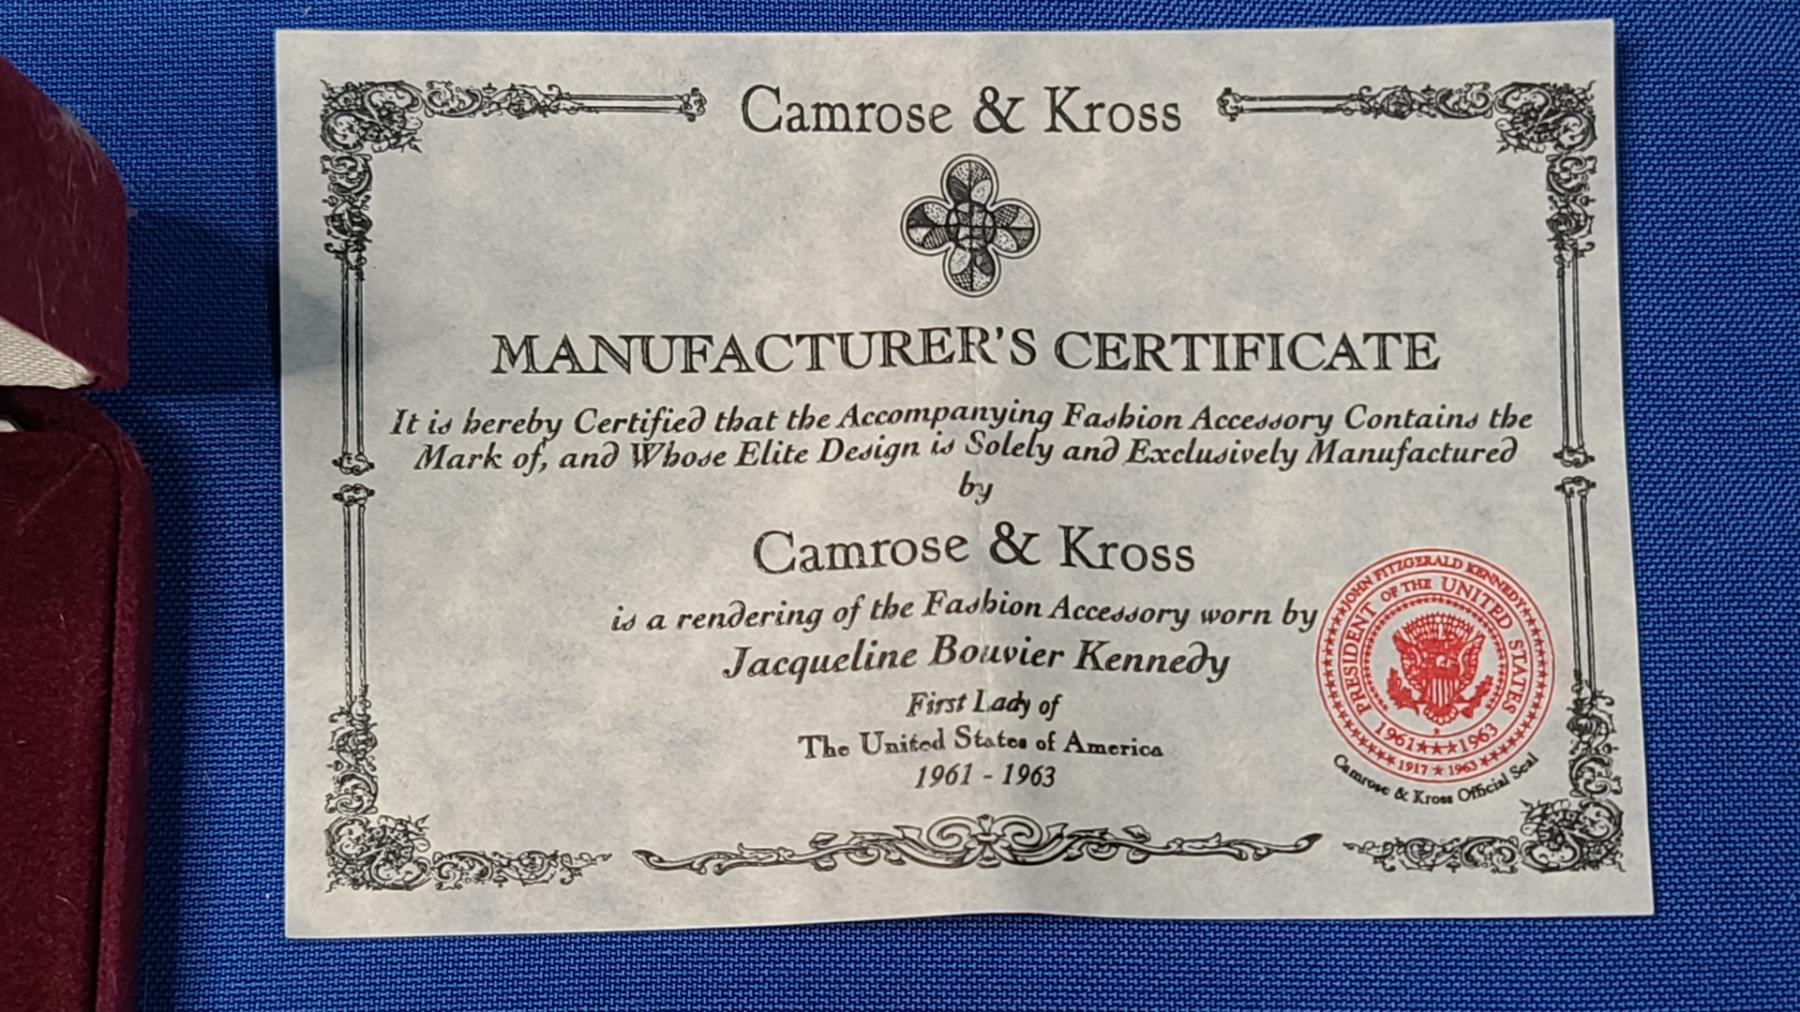 Camrose & Kross
MANUFACTURER'S CERTIFICATE
It is hereby Certified that the Accompanying Fashion Accessory Contains the
Mark of, and Whose Elite Design is Solely and Exclusively Manufactured
by
Camrose & Kross
is a rendering of the Fashion Accessory worn by
Jacqueline Bouvier Kennedy
First Lady of
The United States of America
1961 - 1963
JOHN FITZGERALD KENNEDY
PRESIDENT OF THE UNITED STATES
1961★★★1963
1917 ★ 1963
Camrose & Kross Official Seal